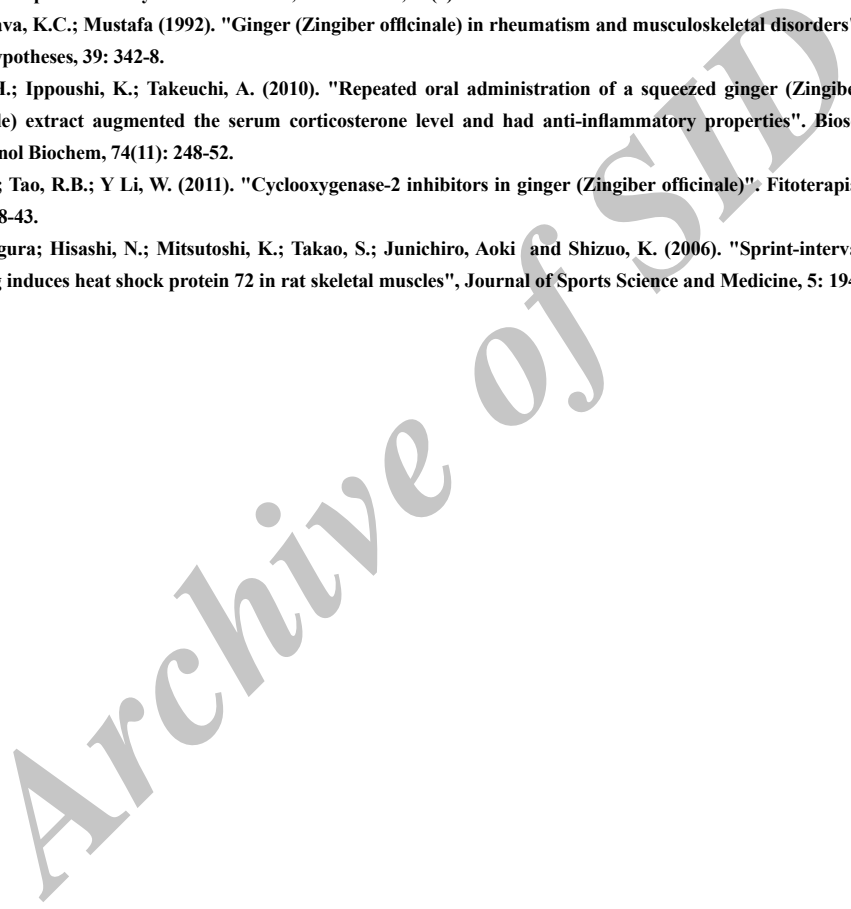 ava, K.C.; Mustafa (1992). "Ginger (Zingiber offlcinale) in rheumatism and musculoskeletal disorders"
ypotheses, 39: 342-8.
H.; Ippoushi, K.; Takeuchi, A. (2010). "Repeated oral administration of a squeezed ginger (Zingibe
le) extract augmented the serum corticosterone level and had anti-inflammatory properties". Bios
nol Biochem, 74(11): 248-52.
; Tao, R.B.; Y Li, W. (2011). "Cyclooxygenase-2 inhibitors in ginger (Zingiber officinale)". Fitoterapi
8-43.
gura; Hisashi, N.; Mitsutoshi, K.; Takao, S.; Junichiro, Aoki and Shizuo, K. (2006). "Sprint-interv
g induces heat shock protein 72 in rat skeletal muscles", Journal of Sports Science and Medicine, 5: 194
Archive of SID